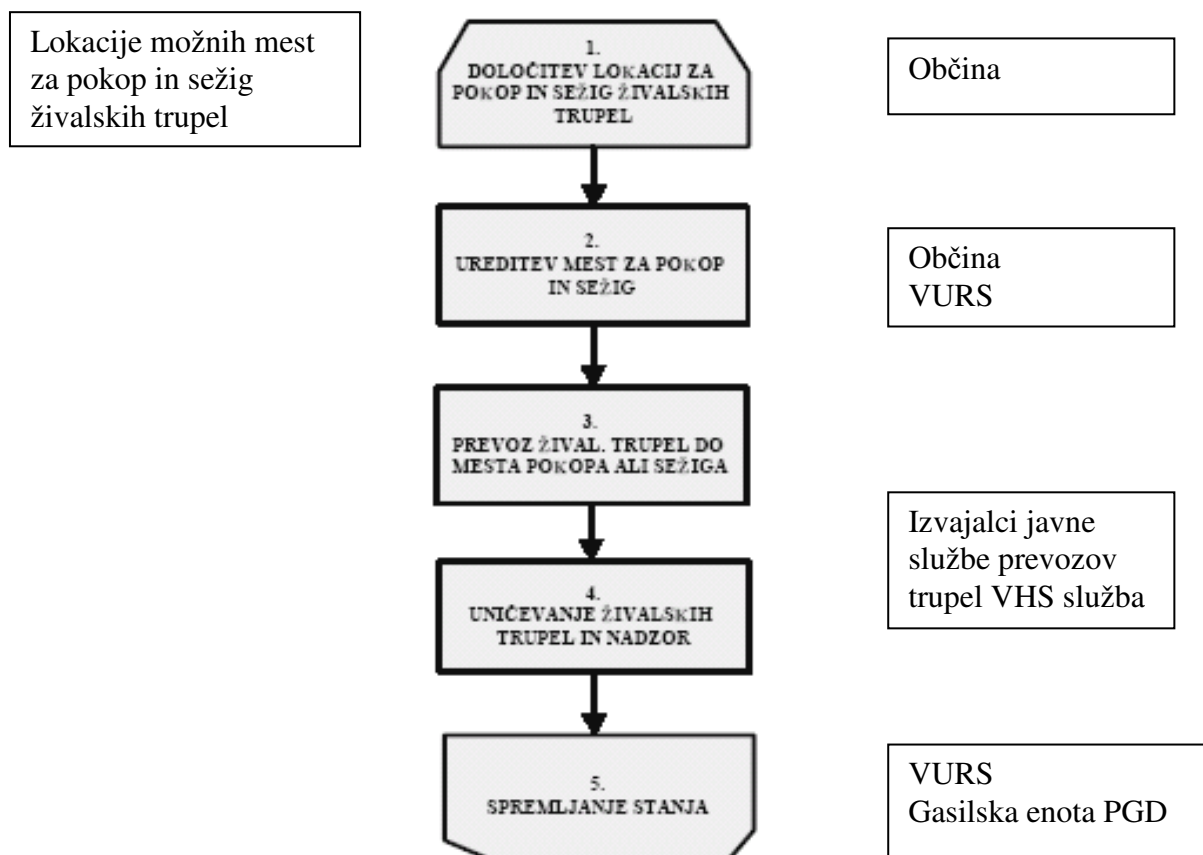 Lokacije možnih mest
za pokop in sežig
živalskih trupel
1.
DOLOČITEV LOKACIJ ZA
POKOP IN SEŽIG ŽIVALSKIH
TRUPEL
Občina
2.
UREDITEV MEST ZA POKOP
IN SEŽIG
Občina
VURS
3.
PREVOZ ŽIVAL. TRUPEL DO
MESTA POKOPA ALI SEŽIGA
Izvajalci javne
službe prevozov
trupel VHS služba
4.
UNIČEVANJE ŽIVALSKIH
TRUPEL IN NADZOR
5.
SPREMLJANJE STANJA
VURS
Gasilska enota PGD